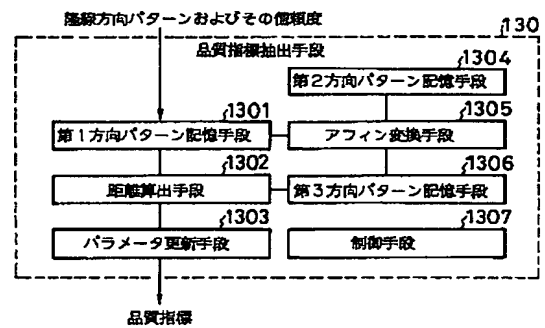 隆線方向パターンおよびその信頼度
130
品質指標抽出手段
1304
第2方向パターン記憶手段
1301
1305
第1方向パターン記憶手段
アフィン変換手段
1302
1306
距離算出手段
第3方向パターン記憶手段
1303
1307
パラメータ更新手段
制御手段
品質指標